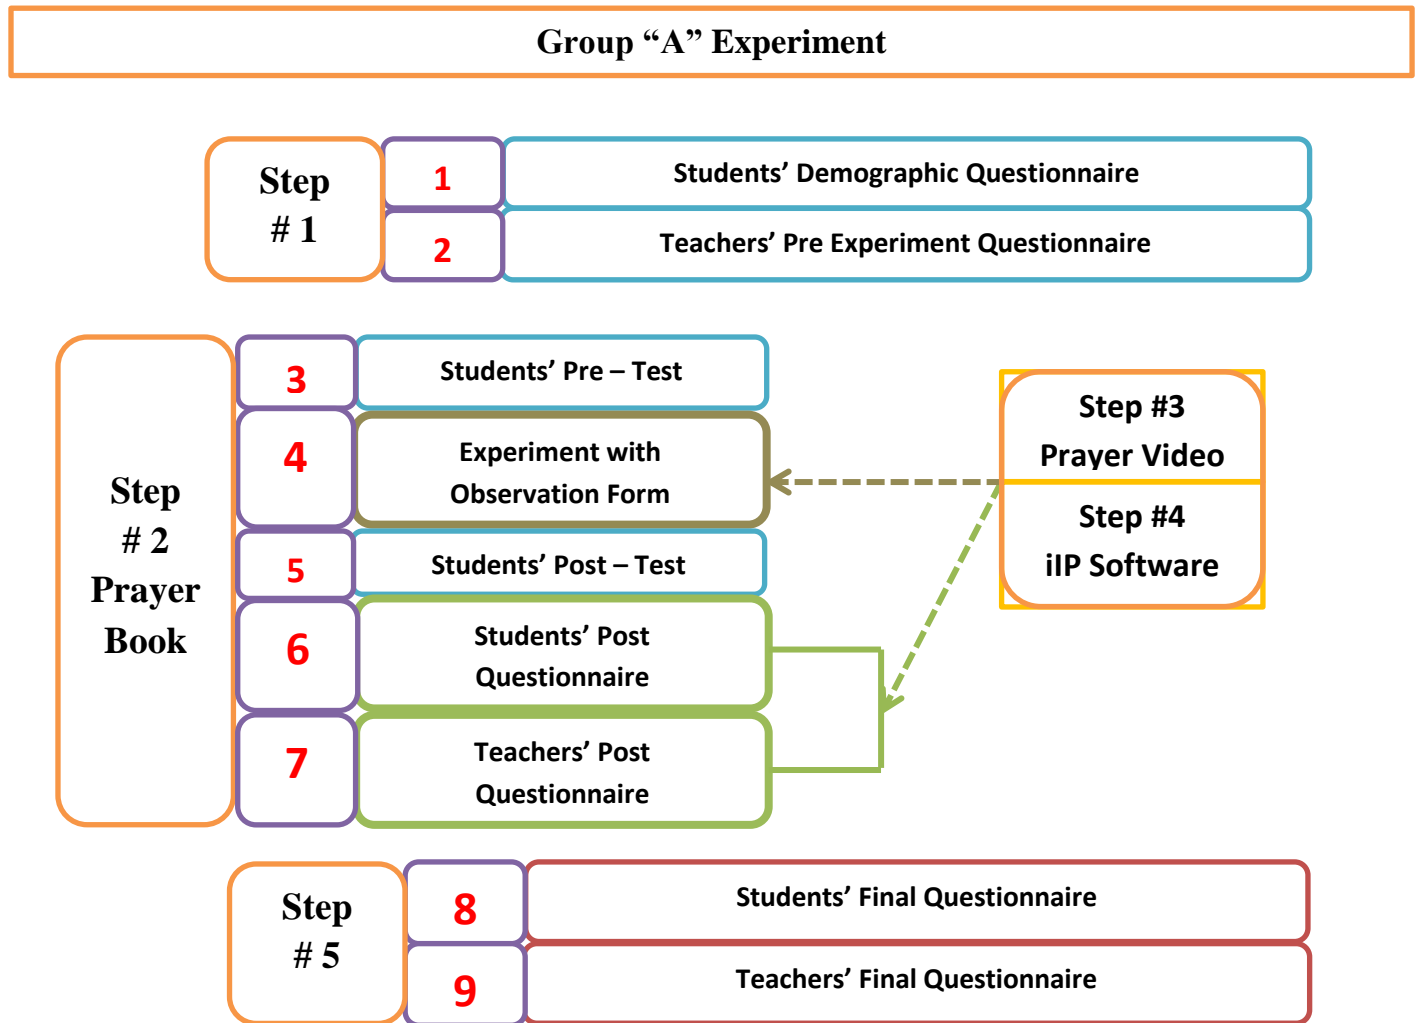 Group “A” Experiment
Step
# 1
1
Students’ Demographic Questionnaire
2
Teachers’ Pre Experiment Questionnaire
Step
# 2
Prayer
Book
3
Students’ Pre – Test
4
Experiment with
Observation Form
5
Students’ Post – Test
6
Students’ Post
Questionnaire
7
Teachers’ Post
Questionnaire
Step #3
Prayer Video
Step #4
iIP Software
Step
# 5
8
Students’ Final Questionnaire
9
Teachers’ Final Questionnaire